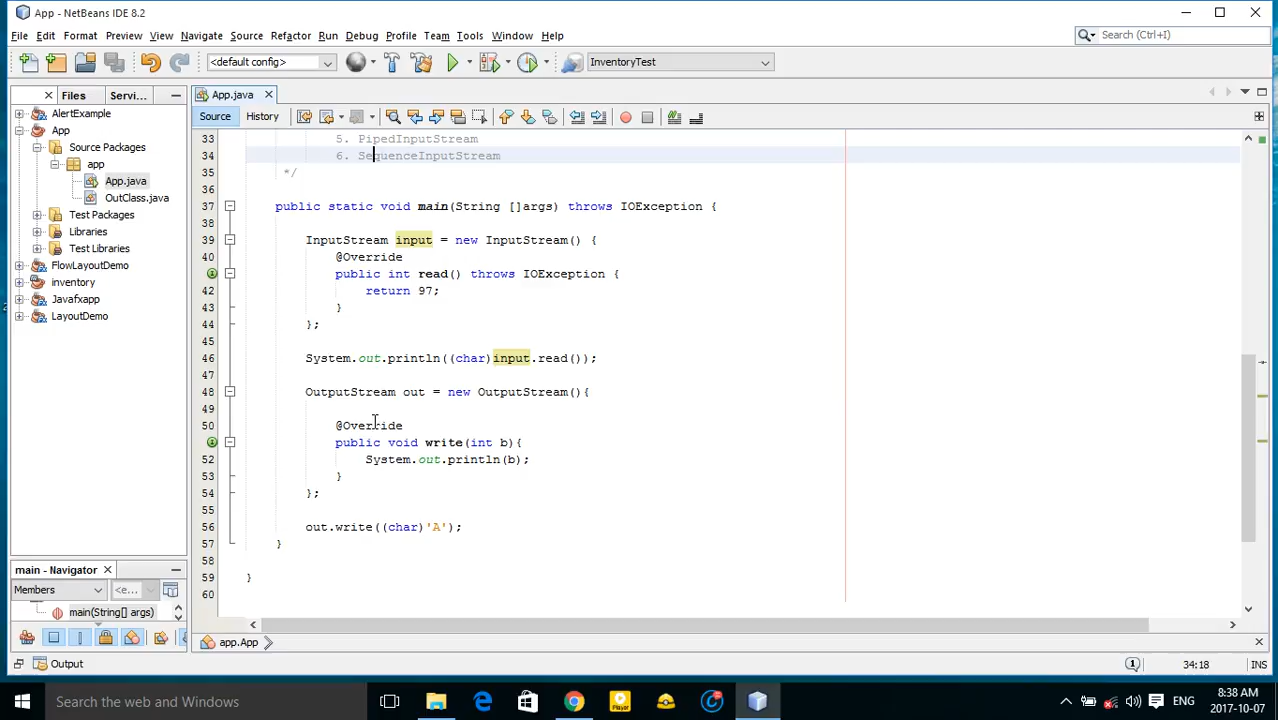 App - NetBeans IDE 8.2
File Edit Format Preview View Navigate Source Refactor Run Debug Profile Team Tools Window Help
Search (Ctrl+I)
<default config>
InventoryTest
Files Servi...
App.java
Source History
AlertExample
App
Source Packages
app
App.java
OutClass.java
Test Packages
Libraries
Test Libraries
FlowLayoutDemo
inventory
Javafxapp
LayoutDemo
33 5. PipedInputStream
34 6. SequenceInputStream
35 */
36
37 public static void main(String []args) throws IOException {
38
39 InputStream input = new InputStream() {
40 @Override
41 public int read() throws IOException {
42 return 97;
43 }
44 };
45
46 System.out.println((char)input.read());
47
48 OutputStream out = new OutputStream(){
49
50 @Override
51 public void write(int b){
52 System.out.println(b);
53 }
54 };
55
56 out.write((char)'A');
57 }
58
59 }
60
main - Navigator
Members
<e...
main(String[] args)
app.App
Output
1
34:18
INS
Search the web and Windows
Player
ENG
8:38 AM
2017-10-07